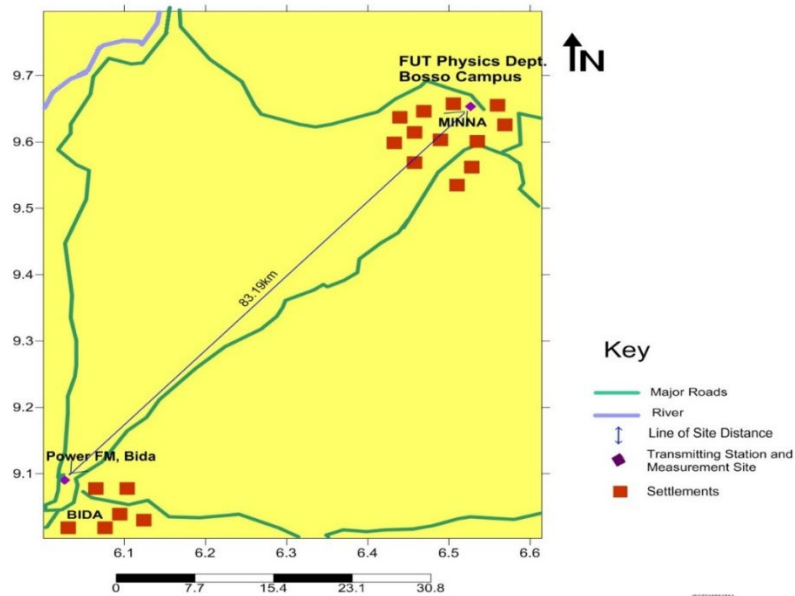 FUT Physics Dept.
Bosso Campus
N
9.7
MINNA
9.6
9.5
9.4
83.19km
9.3
9.2
Power FM, Bida
9.1
BIDA
6.1 6.2 6.3 6.4 6.5 6.6
0 7.7 15.4 23.1 30.8
Key
Major Roads
River
Line of Site Distance
Transmitting Station and
Measurement Site
Settlements